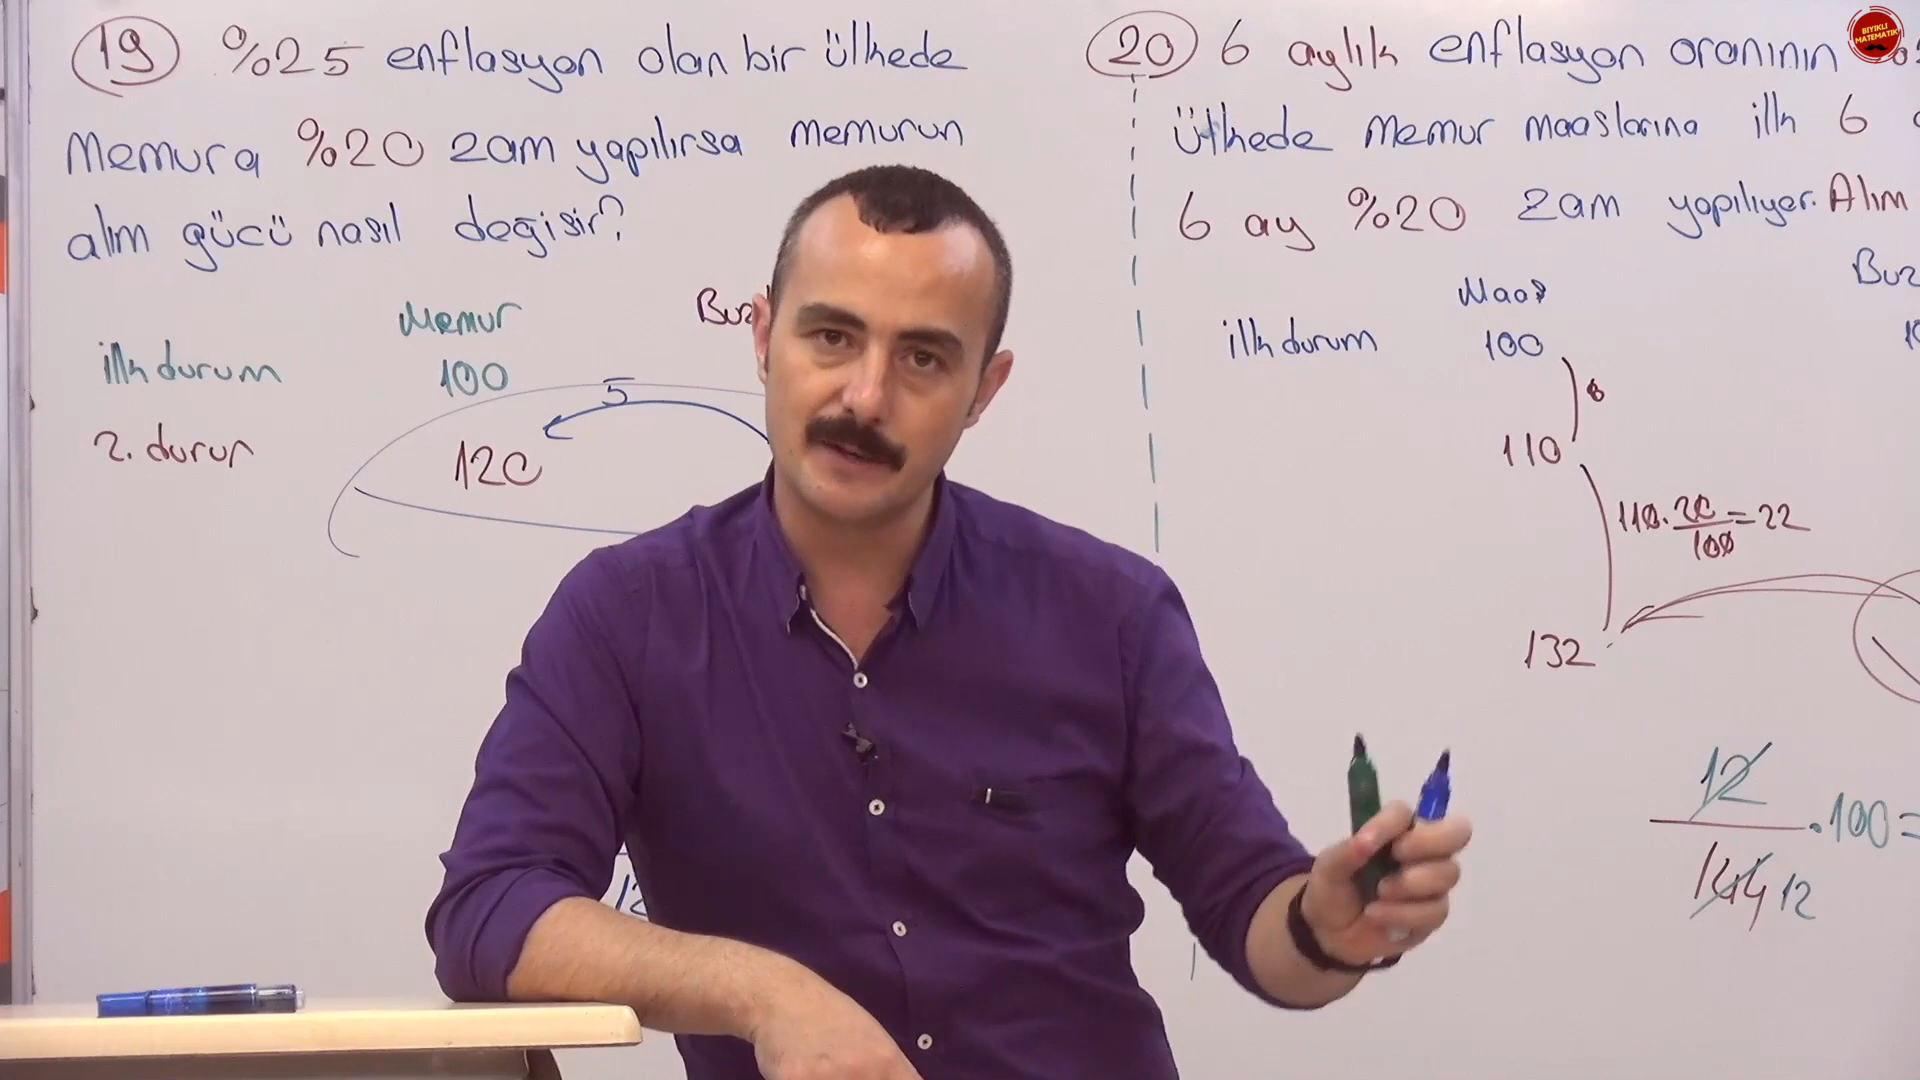 19 %25 enflasyon olan bir ülkede
Memura %20 zam yapılırsa memurun
alım gücü nasıl değişir?
Memur
ilk durum 100
5
2. durum 120
20 6 aylık enflasyon oranının
ülkede memur maaşlarına ilk 6
6 ay %20 zam yapılıyor. Alım
Maaş
ilk durum 100
110
110. 20/100 = 22
132
12
.100=
144 12
BIYIKLI
MATEMATİK